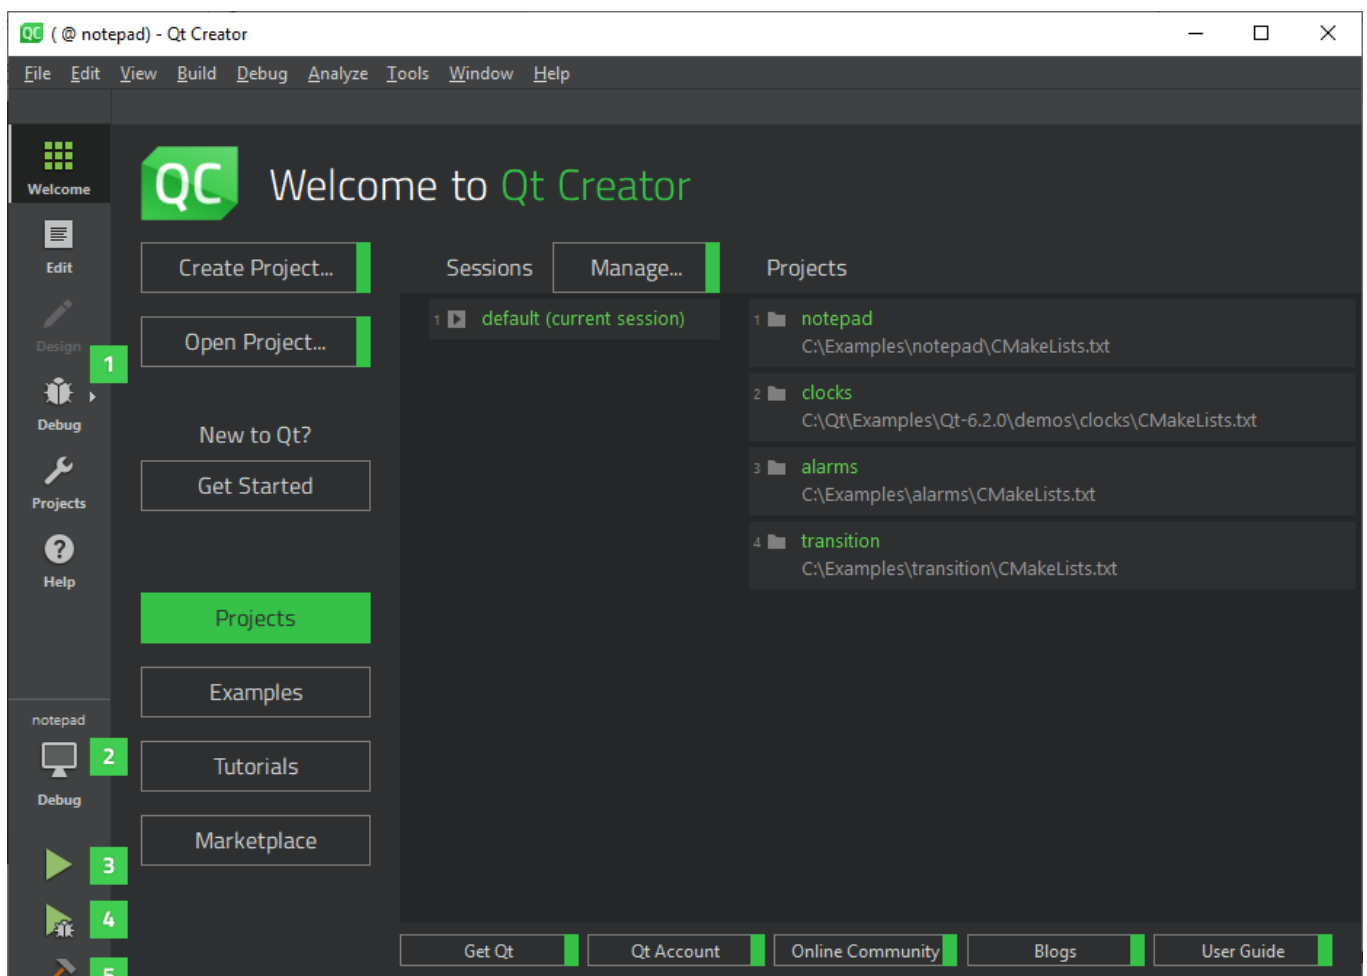 QC ( @ notepad) - Qt Creator
File Edit View Build Debug Analyze Tools Window Help
Welcome
Edit
Design
1
Debug
Projects
Help
notepad
2
Debug
3
4
5
QC Welcome to Qt Creator
Create Project...
Open Project...
New to Qt?
Get Started
Projects
Examples
Tutorials
Marketplace
Sessions Manage...
1 default (current session)
Projects
1 notepad
C:\Examples\notepad\CMakeLists.txt
2 clocks
C:\Qt\Examples\Qt-6.2.0\demos\clocks\CMakeLists.txt
3 alarms
C:\Examples\alarms\CMakeLists.txt
4 transition
C:\Examples\transition\CMakeLists.txt
Get Qt Qt Account Online Community Blogs User Guide